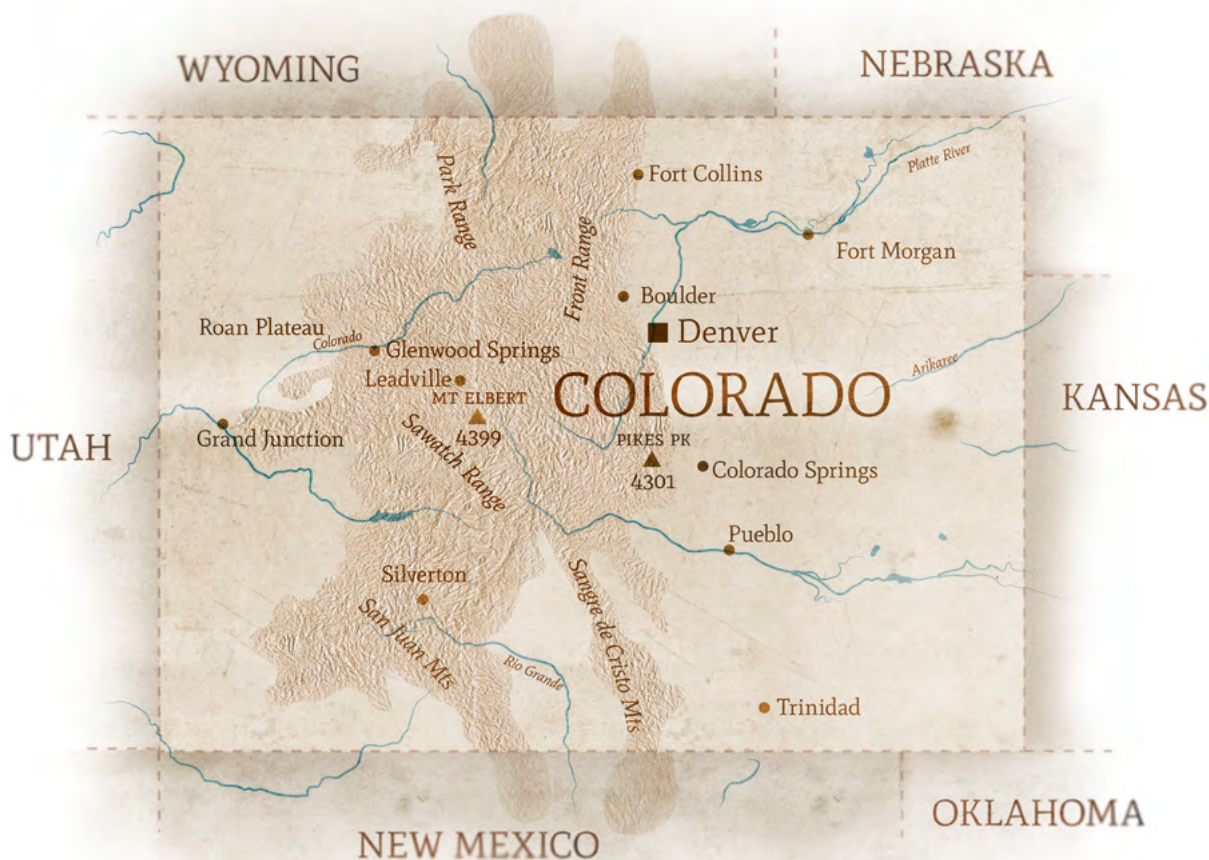 WYOMING
NEBRASKA
Platte River
Park Range
Fort Collins
Front Range
Fort Morgan
Boulder
Roan Plateau
Colorado
Denver
Glenwood Springs
Arikaree
Leadville
MT ELBERT
4399
COLORADO
KANSAS
UTAH
Grand Junction
Sawatch Range
PIKES PK
4301
Colorado Springs
Pueblo
Silverton
San Juan Mts
Sangre de Cristo Mts
Rio Grande
Trinidad
OKLAHOMA
NEW MEXICO